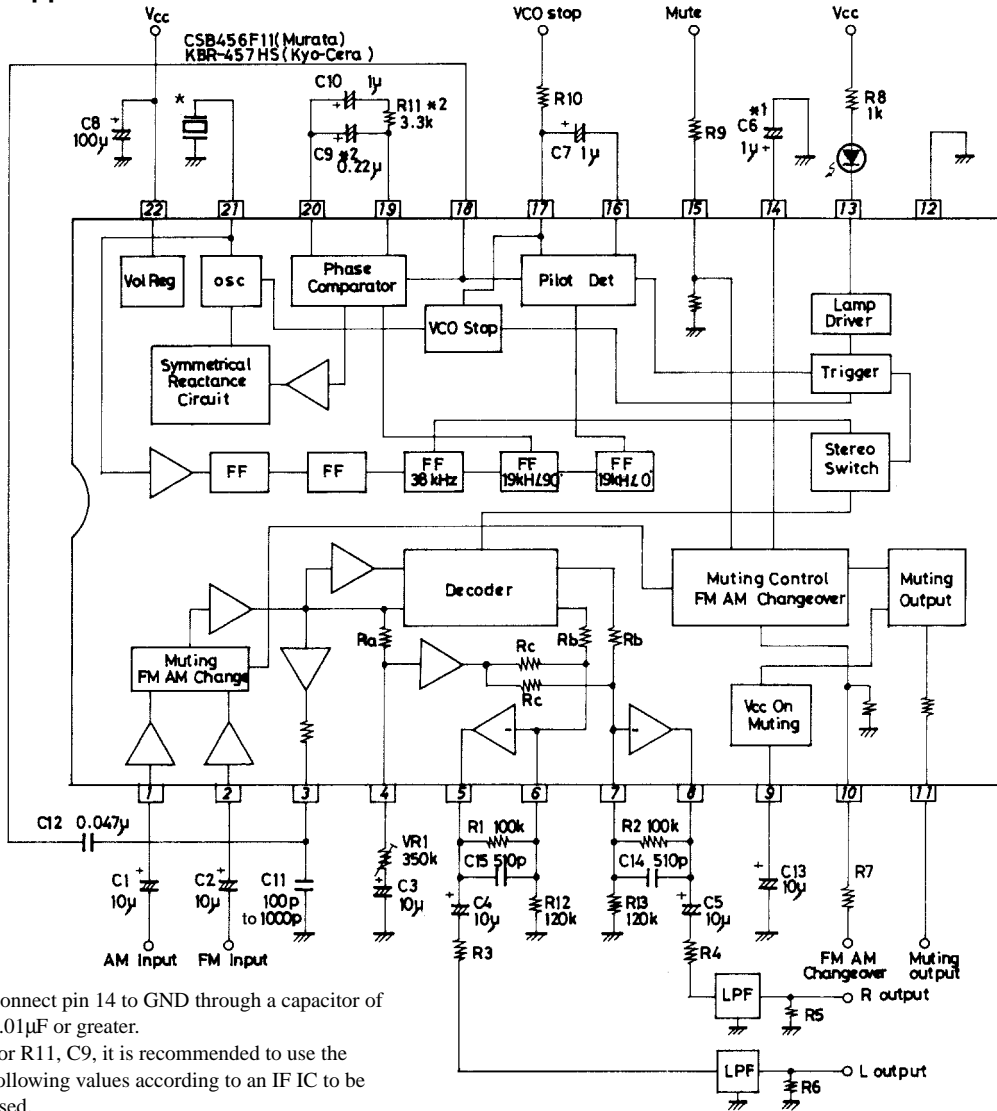 Vcc
VCO stop
Mute
Vcc
CSB456F11(Murata)
KBR-457HS(Kyo-Cera)
C10 1µ
R11 *2
3.3k
C9 *2
0.22µ
C8
100µ
*
R10
C7 1µ
R9
*1
C6
1µ
R8
1k
22
21
20
19
18
17
16
15
14
13
12
Vol Reg
OSC
Phase
Comparator
Pilot Det
VCO Stop
Lamp
Driver
Symmetrical
Reactance
Circuit
Trigger
Stereo
Switch
FF
FF
FF
38kHz
FF
19kH∠90°
FF
19kH∠0°
Decoder
Muting Control
FM AM Changeover
Muting
Output
Muting
FM AM Change
Ra
Rb
Rb
Rc
Rc
Vcc On
Muting
1
2
3
4
5
6
7
8
9
10
11
C12 0.047µ
C1
10µ
C2
10µ
C11
100p
to 1000p
VR1
350k
C3
10µ
R1 100k
C15 510p
C4
10µ
R12
120k
R3
R2 100k
C14 510p
R13
120k
C5
10µ
R4
C13
10µ
R7
AM Input
FM Input
FM AM
Changeover
Muting
output
LPF
R output
R5
LPF
L output
R6
onnect pin 14 to GND through a capacitor of
.01µF or greater.
or R11, C9, it is recommended to use the
ollowing values according to an IF IC to be
sed